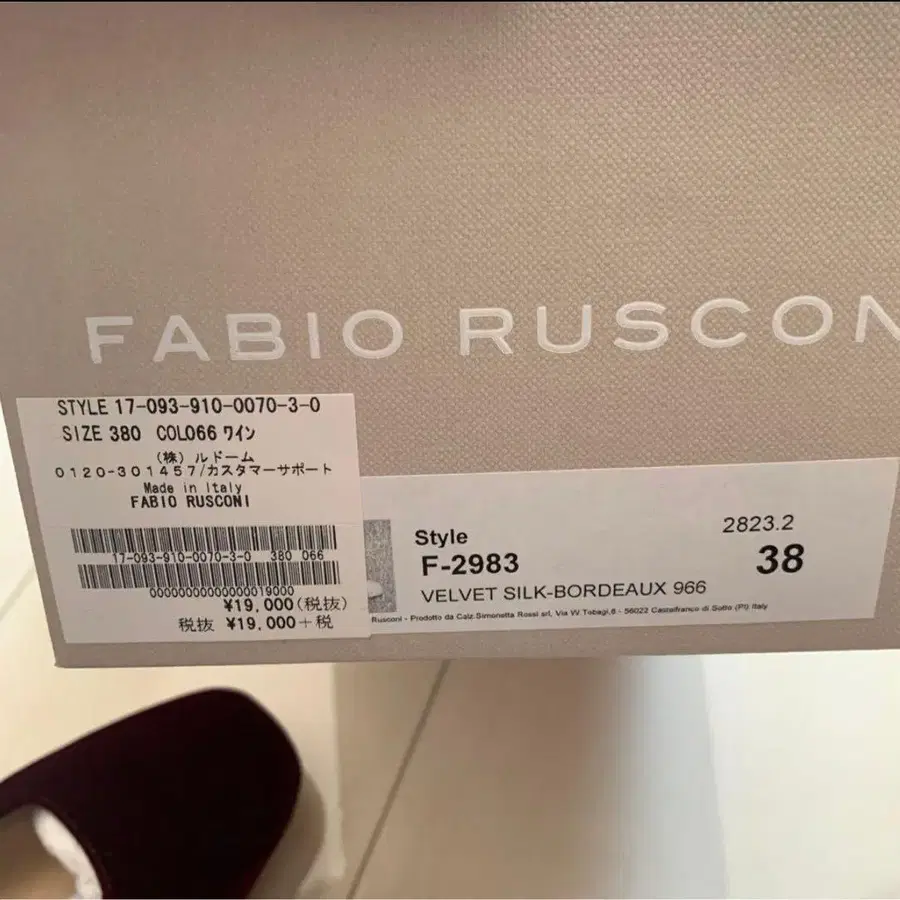 FABIO RUSCON
STYLE 17-093-910-0070-3-0
SIZE 380 COL066 ワイン
(株) ルドーム
0120-301457/カスタマーサポート
Made in Italy
FABIO RUSCONI
17-093-910-0070-3-0 380 066
00000000000000019000
¥19,000(税抜)
税抜 ¥19,000+税
Style
F-2983
2823.2
38
VELVET SILK-BORDEAUX 966
Rusconi - Prodotto da Calz.Simonetta Rossi srl, Via W.Tobagi,6 - 56022 Castelfranco di Sotto (PI) Italy